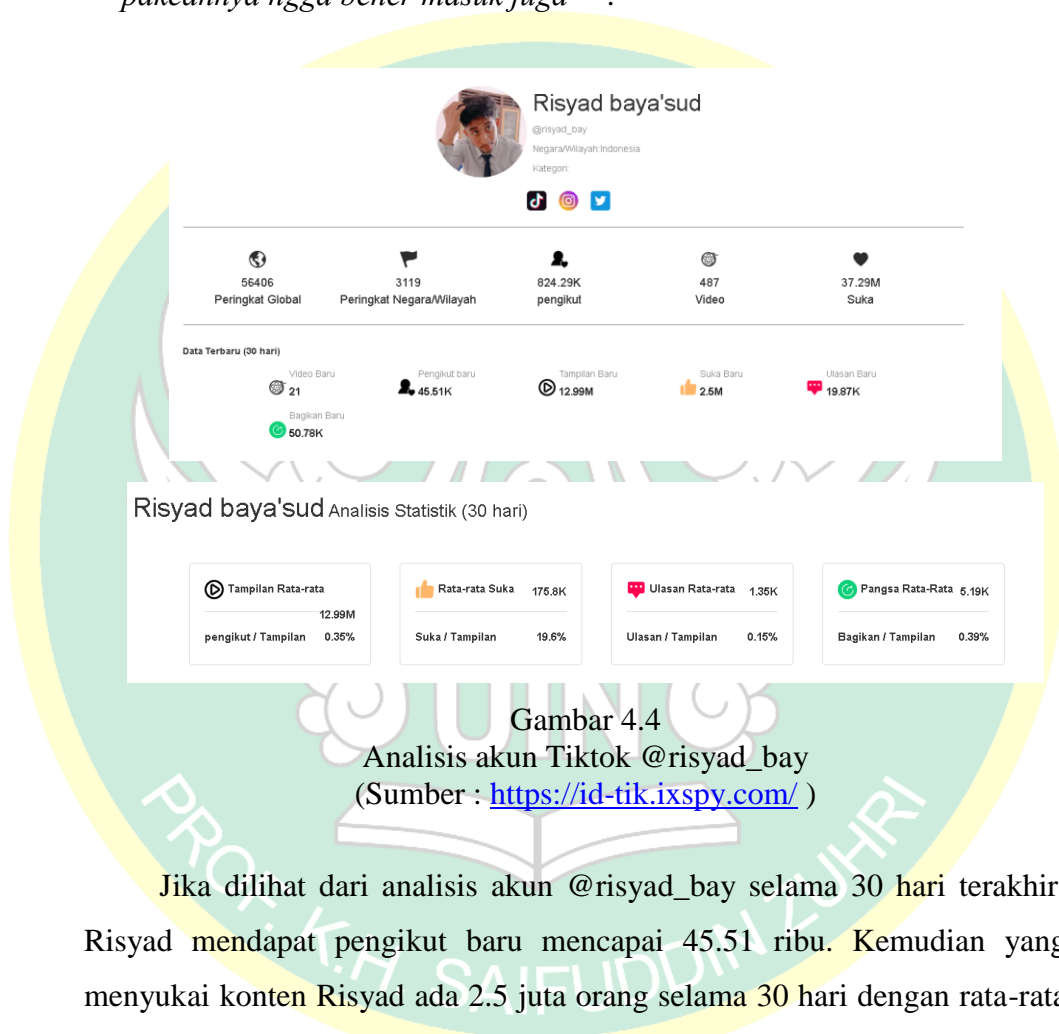 Risyad baya'sud
@risyad_bay
Negara/Wilayah:Indonesia
Kategori:
56406 3119 824.29K 487 37.29M
Peringkat Global Peringkat Negara/Wilayah pengikut Video Suka
Data Terbaru (30 hari)
Video Baru Pengikut baru Tampilan Baru Suka Baru Ulasan Baru
21 45.51K 12.99M 2.5M 19.87K
Bagikan Baru
50.78K
Risyad baya'sud Analisis Statistik (30 hari)
Tampilan Rata-rata Rata-rata Suka 175.8K Ulasan Rata-rata 1.35K Pangsa Rata-Rata 5.19K
12.99M
pengikut / Tampilan 0.35% Suka / Tampilan 19.6% Ulasan / Tampilan 0.15% Bagikan / Tampilan 0.39%
UIN
Gambar 4.4
Analisis akun Tiktok @risyad_bay
(Sumber : https://id-tik.ixspy.com/ )
Jika dilihat dari analisis akun @risyad_bay selama 30 hari terakhir
Risyad mendapat pengikut baru mencapai 45.51 ribu. Kemudian yang
menyukai konten Risyad ada 2.5 juta orang selama 30 hari dengan rata-rata
PROF. K.H. SAIFUDDIN ZUHRI